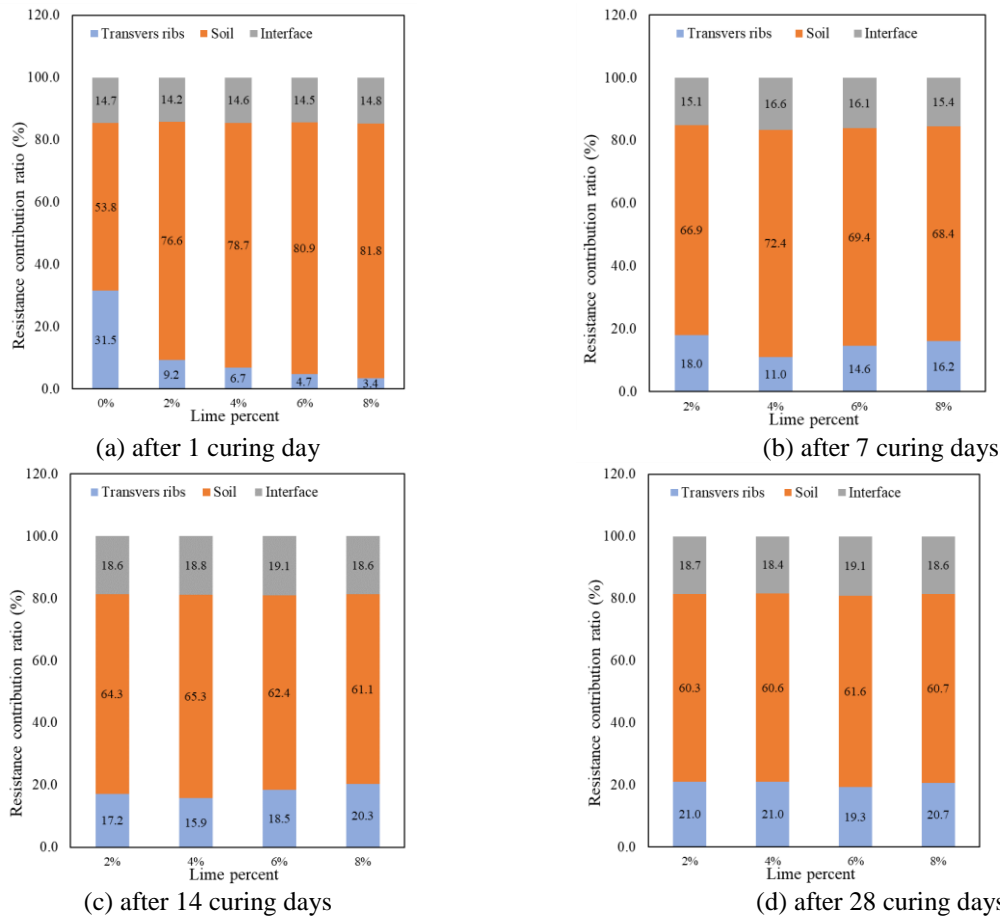 120.0
Transvers ribs Soil Interface
100.0
14.7 14.2 14.6 14.5 14.8
80.0
53.8 76.6 78.7 80.9 81.8
60.0
40.0
20.0
31.5 9.2 6.7 4.7 3.4
0.0
0% 2% 4% 6% 8%
Resistance contribution ratio (%)
Lime percent
(a) after 1 curing day
120.0
Transvers ribs Soil Interface
100.0
15.1 16.6 16.1 15.4
80.0
66.9 72.4 69.4 68.4
60.0
40.0
20.0
18.0 11.0 14.6 16.2
0.0
2% 4% 6% 8%
Resistance contribution ratio (%)
Lime percent
(b) after 7 curing days
120.0
Transvers ribs Soil Interface
100.0
18.6 18.8 19.1 18.6
80.0
64.3 65.3 62.4 61.1
60.0
40.0
20.0
17.2 15.9 18.5 20.3
0.0
2% 4% 6% 8%
Resistance contribution ratio (%)
Lime percent
(c) after 14 curing days
120.0
Transvers ribs Soil Interface
100.0
18.7 18.4 19.1 18.6
80.0
60.3 60.6 61.6 60.7
60.0
40.0
20.0
21.0 21.0 19.3 20.7
0.0
2% 4% 6% 8%
Resistance contribution ratio (%)
Lime percent
(d) after 28 curing days